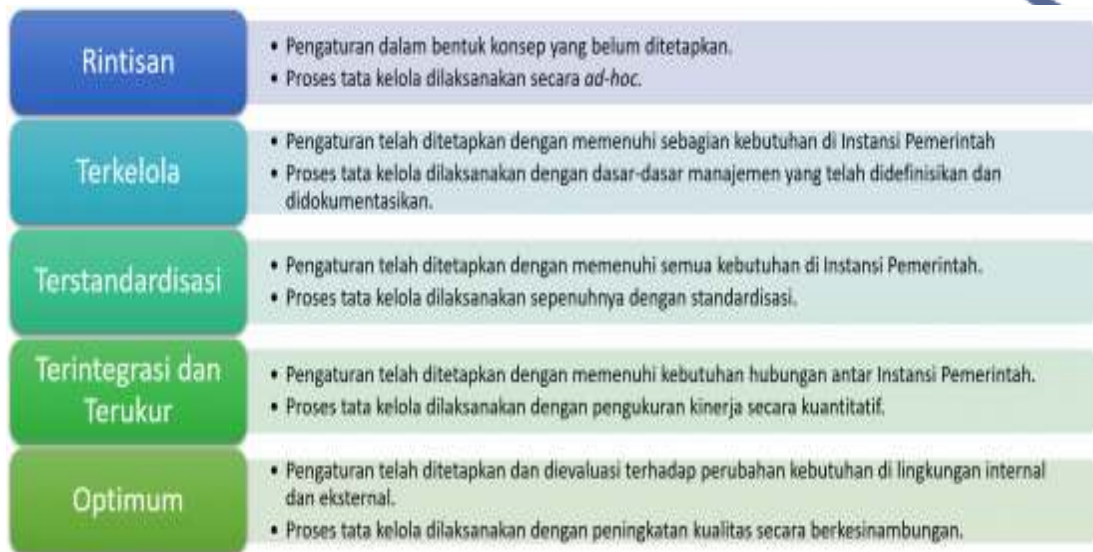 Rintisan
• Pengaturan dalam bentuk konsep yang belum ditetapkan.
• Proses tata kelola dilaksanakan secara ad-hoc.
Terkelola
• Pengaturan telah ditetapkan dengan memenuhi sebagian kebutuhan di Instansi Pemerintah
• Proses tata kelola dilaksanakan dengan dasar-dasar manajemen yang telah didefinisikan dan
didokumentasikan.
Terstandardisasi
• Pengaturan telah ditetapkan dengan memenuhi semua kebutuhan di Instansi Pemerintah.
• Proses tata kelola dilaksanakan sepenuhnya dengan standardisasi.
Terintegrasi dan
Terukur
• Pengaturan telah ditetapkan dengan memenuhi kebutuhan hubungan antar Instansi Pemerintah.
• Proses tata kelola dilaksanakan dengan pengukuran kinerja secara kuantitatif.
Optimum
• Pengaturan telah ditetapkan dan dievaluasi terhadap perubahan kebutuhan di lingkungan internal
dan eksternal.
• Proses tata kelola dilaksanakan dengan peningkatan kualitas secara berkesinambungan.